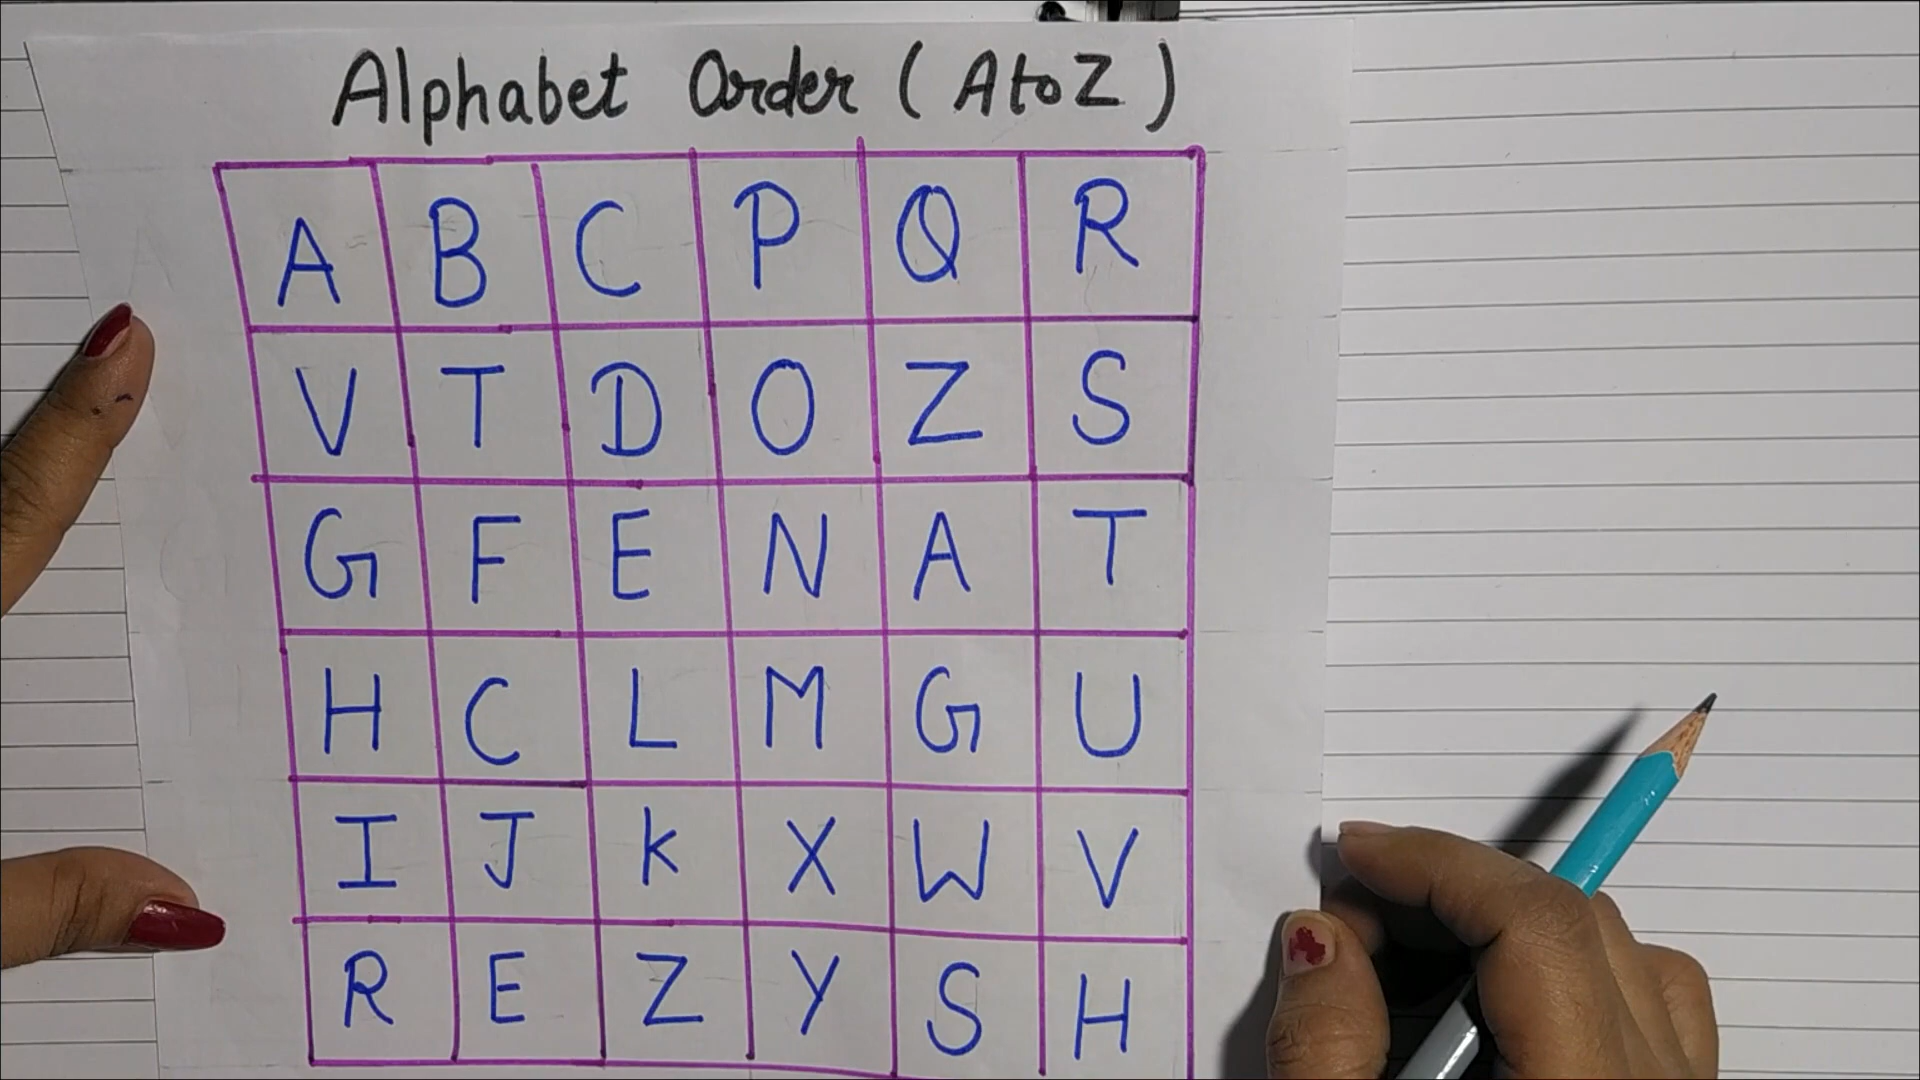 Alphabet Order (A to Z)
A B C P Q R
V T D O Z S
G F E N A T
H C L M G U
I J K X W V
R E Z Y S H